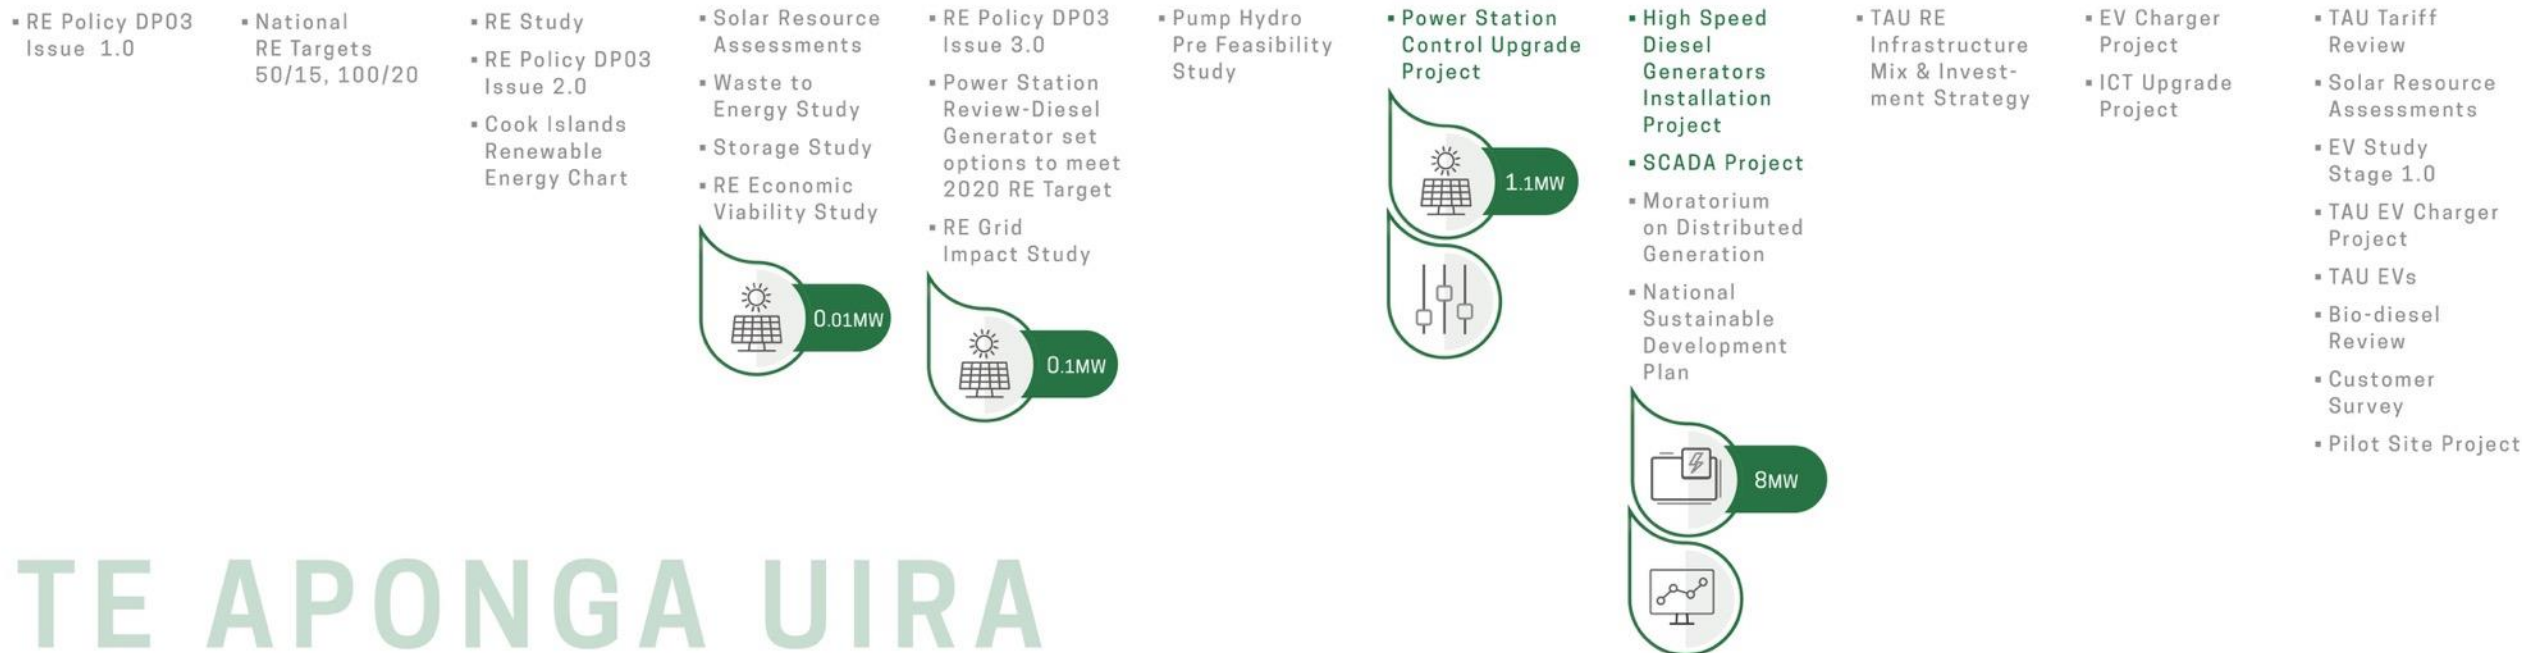 ▪ RE Policy DP03
Issue 1.0
▪ National
RE Targets
50/15, 100/20
▪ RE Study
▪ RE Policy DP03
Issue 2.0
▪ Cook Islands
Renewable
Energy Chart
▪ Solar Resource
Assessments
▪ Waste to
Energy Study
▪ Storage Study
▪ RE Economic
Viability Study
0.01MW
▪ RE Policy DP03
Issue 3.0
▪ Power Station
Review-Diesel
Generator set
options to meet
2020 RE Target
▪ RE Grid
Impact Study
0.1MW
▪ Pump Hydro
Pre Feasibility
Study
▪ Power Station
Control Upgrade
Project
1.1MW
▪ High Speed
Diesel
Generators
Installation
Project
▪ SCADA Project
▪ Moratorium
on Distributed
Generation
▪ National
Sustainable
Development
Plan
8MW
▪ TAU RE
Infrastructure
Mix & Invest-
ment Strategy
▪ EV Charger
Project
▪ ICT Upgrade
Project
▪ TAU Tariff
Review
▪ Solar Resource
Assessments
▪ EV Study
Stage 1.0
▪ TAU EV Charger
Project
▪ TAU EVs
▪ Bio-diesel
Review
▪ Customer
Survey
▪ Pilot Site Project
TE APONGA UIRA